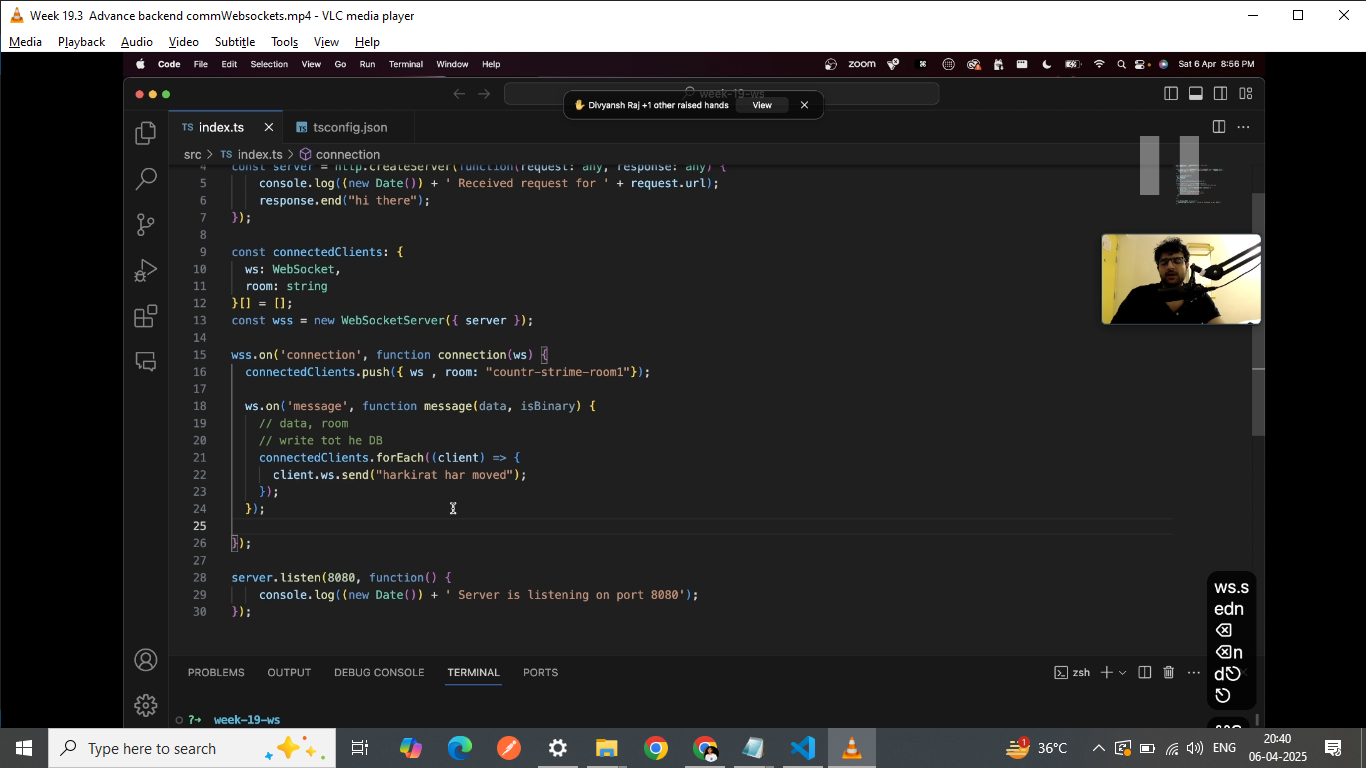 Week 19.3  Advance backend commWebsockets.mp4 - VLC media player
Media Playback Audio Video Subtitle Tools View Help
Code File Edit Selection View Go Run Terminal Window Help
zoom
Sat 6 Apr 8:56 PM
week-19-ws
Divyansh Raj +1 other raised hands View
TS index.ts
TS tsconfig.json
src > TS index.ts > connection
4 const server = http.createServer(function(request: any, response: any) {
5 console.log((new Date()) + ' Received request for ' + request.url);
6 response.end("hi there");
7 });
8
9 const connectedClients: {
10 ws: WebSocket,
11 room: string
12 }[] = [];
13 const wss = new WebSocketServer({ server });
14
15 wss.on('connection', function connection(ws) {
16 connectedClients.push({ ws , room: "countr-strime-room1"});
17
18 ws.on('message', function message(data, isBinary) {
19 // data, room
20 // write tot he DB
21 connectedClients.forEach((client) => {
22 client.ws.send("harkirat har moved");
23 });
24 });
25
26 });
27
28 server.listen(8080, function() {
29 console.log((new Date()) + ' Server is listening on port 8080');
30 });
ws.s
edn
⌫
⌫n
d⎋
⎋
PROBLEMS OUTPUT DEBUG CONSOLE TERMINAL PORTS
zsh
?→ week-19-ws
Type here to search
1
36°C
ENG
20:40
06-04-2025